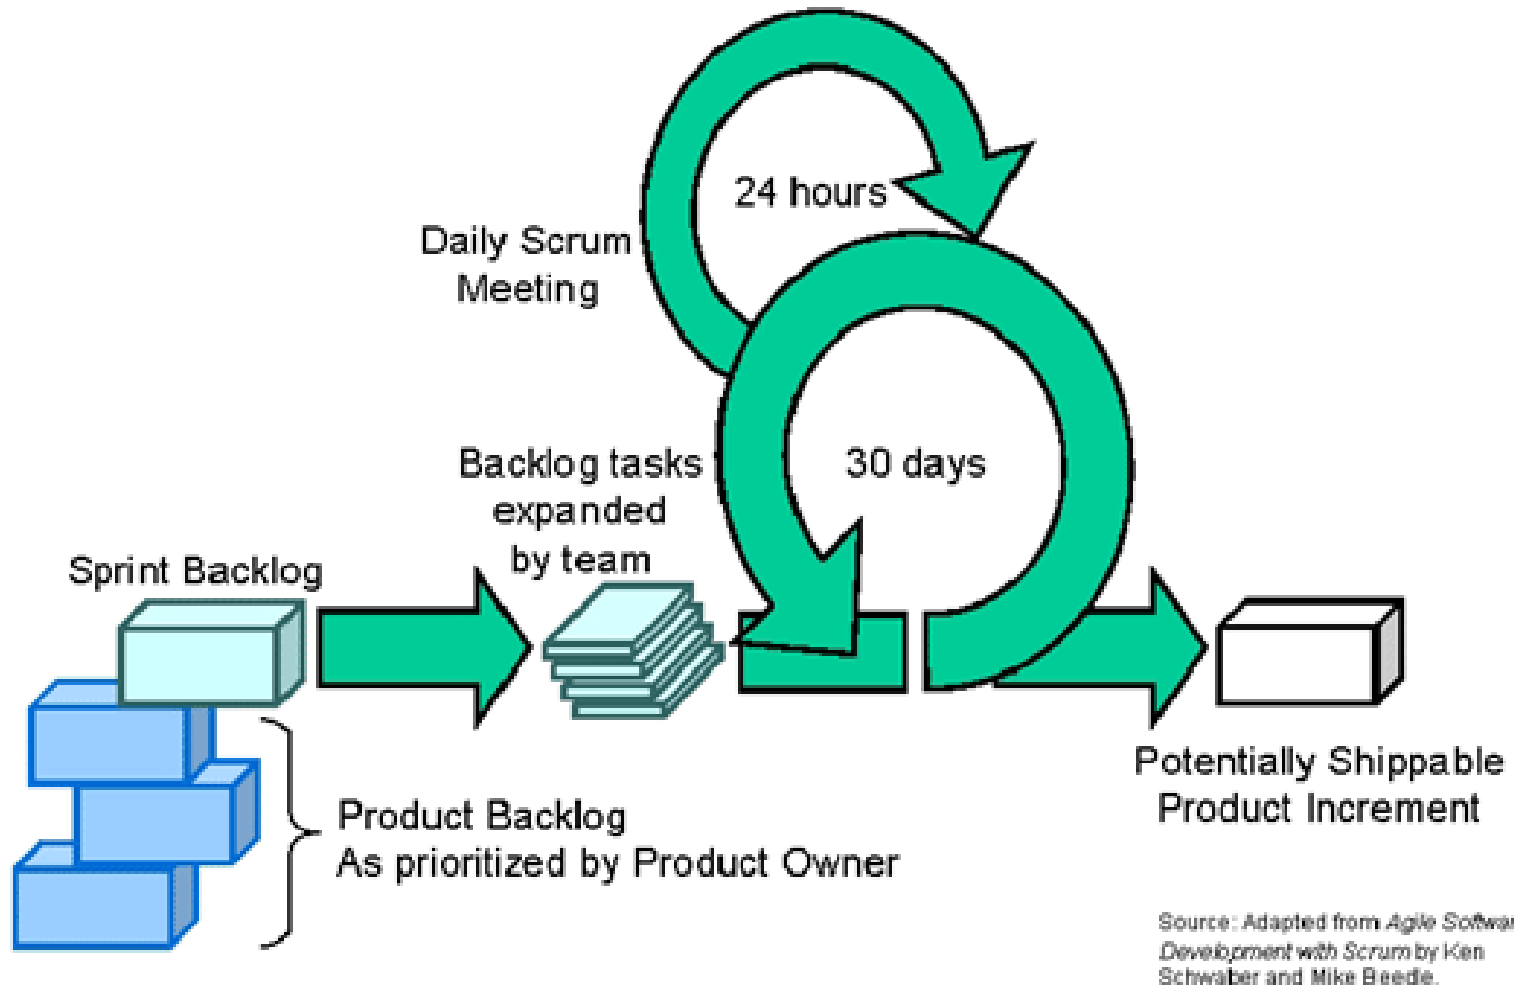 24 hours
Daily Scrum
Meeting
Backlog tasks
expanded
by team
30 days
Sprint Backlog
Potentially Shippable
Product Increment
Product Backlog
As prioritized by Product Owner
Source: Adapted from Agile Softwar
Development with Scrum by Ken
Schwaber and Mike Beedle.